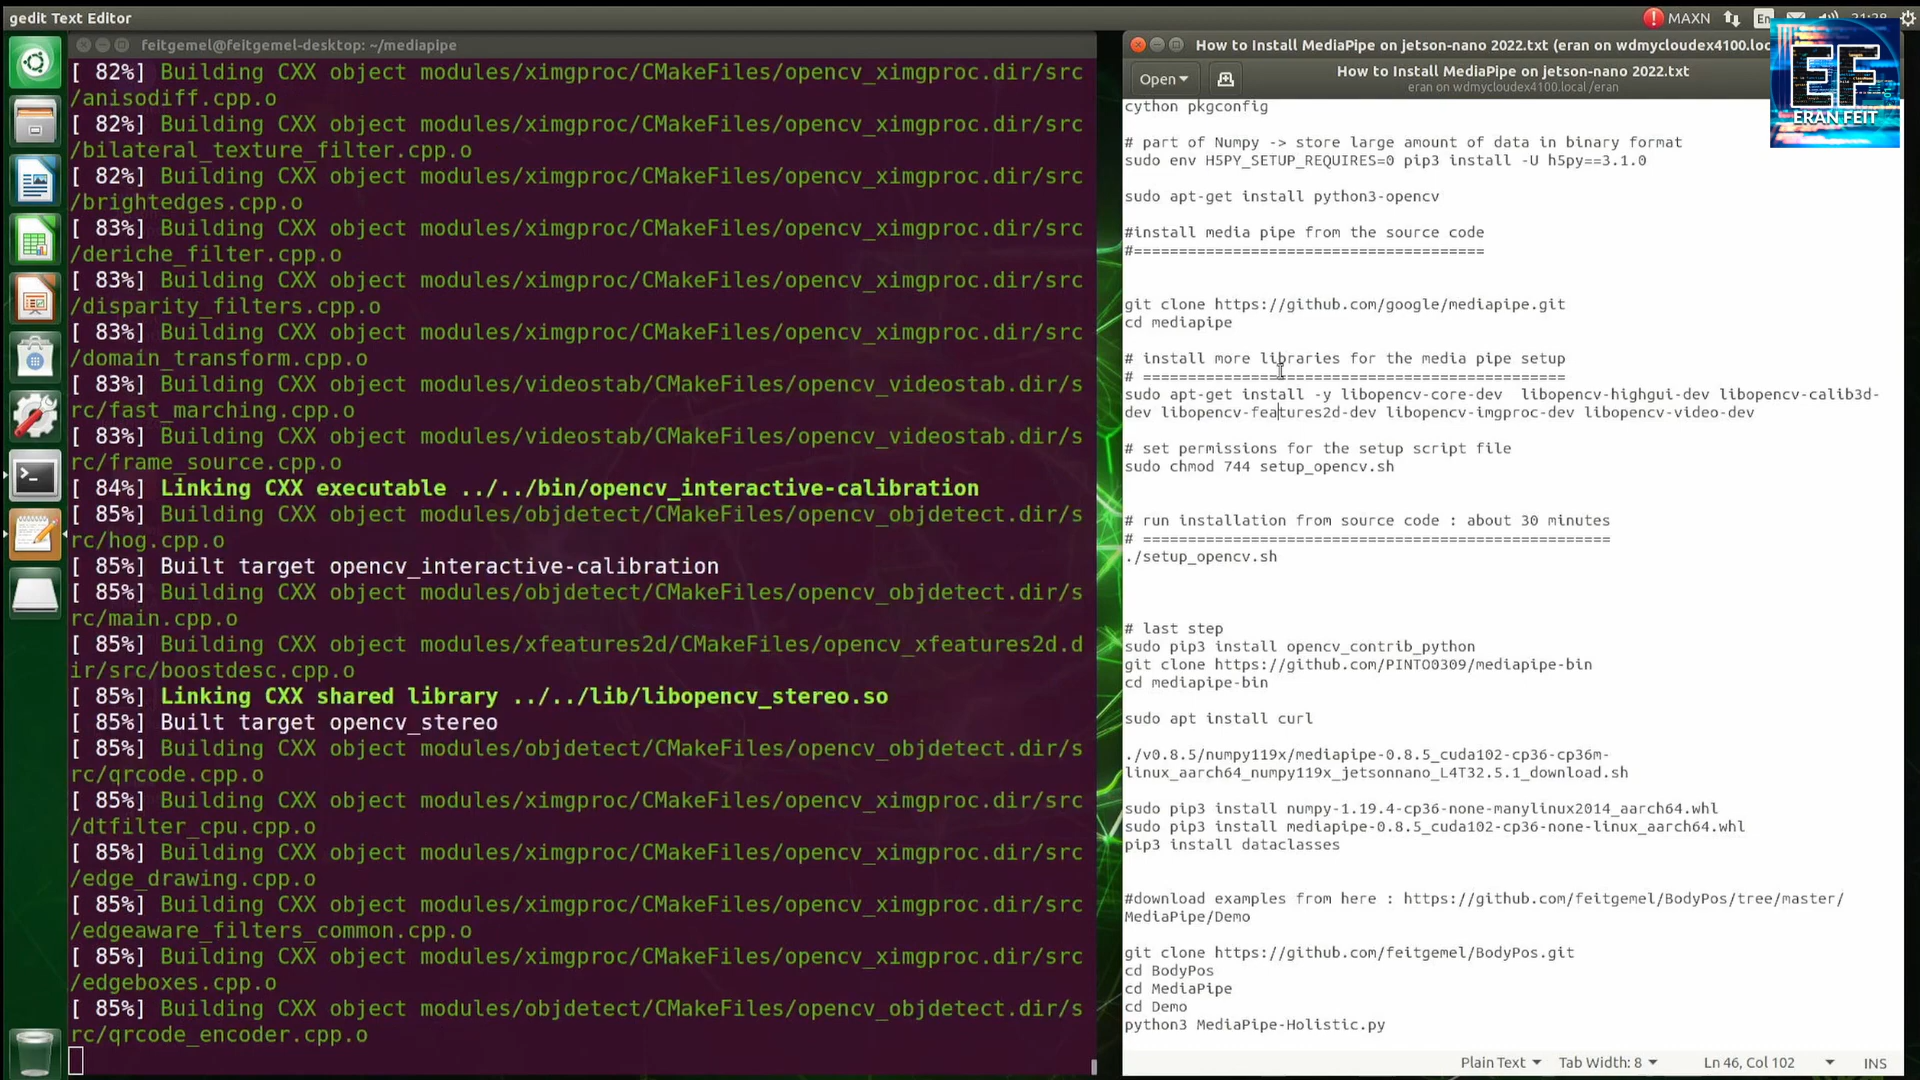 gedit Text Editor
MAXN
En
21:28
feitgemel@feitgemel-desktop: ~/mediapipe
[ 82%] Building CXX object modules/ximgproc/CMakeFiles/opencv_ximgproc.dir/src
/anisodiff.cpp.o
[ 82%] Building CXX object modules/ximgproc/CMakeFiles/opencv_ximgproc.dir/src
/bilateral_texture_filter.cpp.o
[ 82%] Building CXX object modules/ximgproc/CMakeFiles/opencv_ximgproc.dir/src
/brightedges.cpp.o
[ 83%] Building CXX object modules/ximgproc/CMakeFiles/opencv_ximgproc.dir/src
/deriche_filter.cpp.o
[ 83%] Building CXX object modules/ximgproc/CMakeFiles/opencv_ximgproc.dir/src
/disparity_filters.cpp.o
[ 83%] Building CXX object modules/ximgproc/CMakeFiles/opencv_ximgproc.dir/src
/domain_transform.cpp.o
[ 83%] Building CXX object modules/videostab/CMakeFiles/opencv_videostab.dir/s
rc/fast_marching.cpp.o
[ 83%] Building CXX object modules/videostab/CMakeFiles/opencv_videostab.dir/s
rc/frame_source.cpp.o
[ 84%] Linking CXX executable ../../bin/opencv_interactive-calibration
[ 85%] Building CXX object modules/objdetect/CMakeFiles/opencv_objdetect.dir/s
rc/hog.cpp.o
[ 85%] Built target opencv_interactive-calibration
[ 85%] Building CXX object modules/objdetect/CMakeFiles/opencv_objdetect.dir/s
rc/main.cpp.o
[ 85%] Building CXX object modules/xfeatures2d/CMakeFiles/opencv_xfeatures2d.d
ir/src/boostdesc.cpp.o
[ 85%] Linking CXX shared library ../../lib/libopencv_stereo.so
[ 85%] Built target opencv_stereo
[ 85%] Building CXX object modules/objdetect/CMakeFiles/opencv_objdetect.dir/s
rc/qrcode.cpp.o
[ 85%] Building CXX object modules/ximgproc/CMakeFiles/opencv_ximgproc.dir/src
/dtfilter_cpu.cpp.o
[ 85%] Building CXX object modules/ximgproc/CMakeFiles/opencv_ximgproc.dir/src
/edge_drawing.cpp.o
[ 85%] Building CXX object modules/ximgproc/CMakeFiles/opencv_ximgproc.dir/src
/edgeaware_filters_common.cpp.o
[ 85%] Building CXX object modules/ximgproc/CMakeFiles/opencv_ximgproc.dir/src
/edgeboxes.cpp.o
[ 85%] Building CXX object modules/objdetect/CMakeFiles/opencv_objdetect.dir/s
rc/qrcode_encoder.cpp.o
How to Install MediaPipe on jetson-nano 2022.txt (eran on wdmycloudex4100.loc
Open
How to Install MediaPipe on jetson-nano 2022.txt
eran on wdmycloudex4100.local /eran
EF
ERAN FEIT
cython pkgconfig
# part of Numpy -> store large amount of data in binary format
sudo env H5PY_SETUP_REQUIRES=0 pip3 install -U h5py==3.1.0
sudo apt-get install python3-opencv
#install media pipe from the source code
#=======================================
git clone https://github.com/google/mediapipe.git
cd mediapipe
# install more libraries for the media pipe setup
# ===============================================
sudo apt-get install -y libopencv-core-dev  libopencv-highgui-dev libopencv-calib3d-
dev libopencv-features2d-dev libopencv-imgproc-dev libopencv-video-dev
# set permissions for the setup script file
sudo chmod 744 setup_opencv.sh
# run installation from source code : about 30 minutes
# ====================================================
./setup_opencv.sh
# last step
sudo pip3 install opencv_contrib_python
git clone https://github.com/PINTO0309/mediapipe-bin
cd mediapipe-bin
sudo apt install curl
./v0.8.5/numpy119x/mediapipe-0.8.5_cuda102-cp36-cp36m-
linux_aarch64_numpy119x_jetsonnano_L4T32.5.1_download.sh
sudo pip3 install numpy-1.19.4-cp36-none-manylinux2014_aarch64.whl
sudo pip3 install mediapipe-0.8.5_cuda102-cp36-none-linux_aarch64.whl
pip3 install dataclasses
#download examples from here : https://github.com/feitgemel/BodyPos/tree/master/
MediaPipe/Demo
git clone https://github.com/feitgemel/BodyPos.git
cd BodyPos
cd MediaPipe
cd Demo
python3 MediaPipe-Holistic.py
Plain Text
Tab Width: 8
Ln 46, Col 102
INS